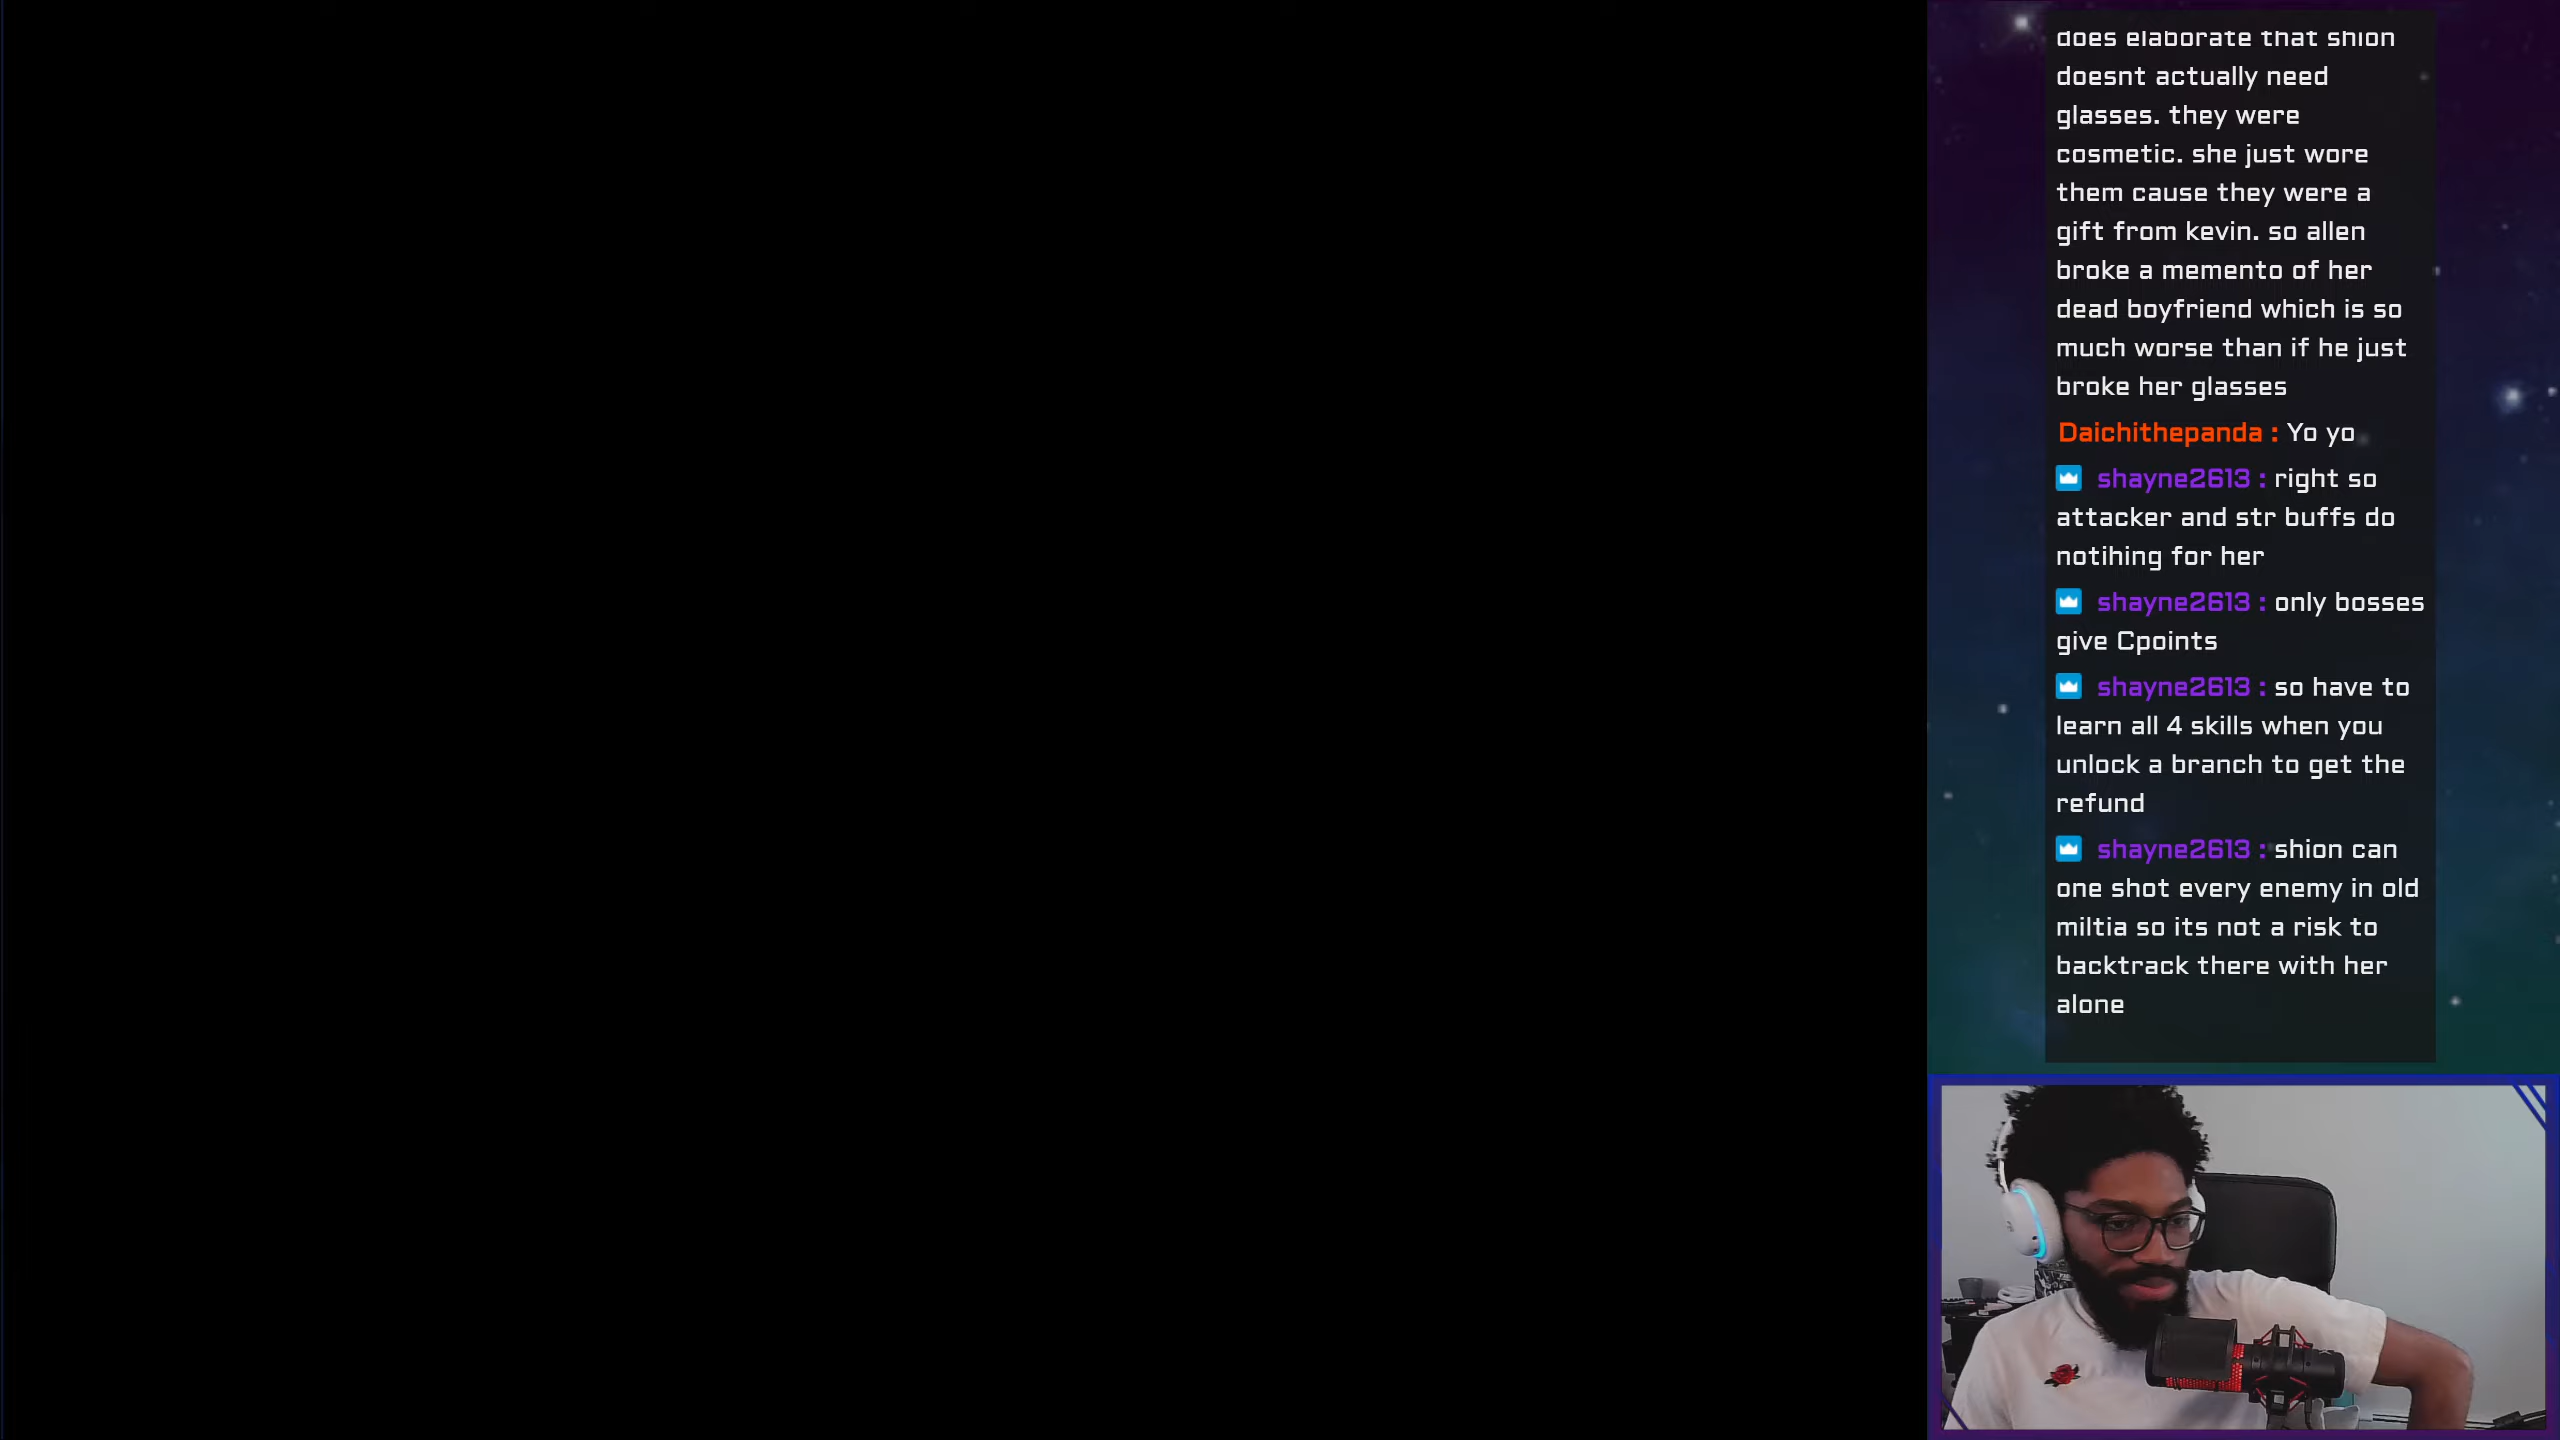 does elaborate that shion
doesnt actually need
glasses. they were
cosmetic. she just wore
them cause they were a
gift from kevin. so allen
broke a memento of her
dead boyfriend which is so
much worse than if he just
broke her glasses
Daichithepanda : Yo yo
shayne2613 : right so
attacker and str buffs do
notihing for her
shayne2613 : only bosses
give Cpoints
shayne2613 : so have to
learn all 4 skills when you
unlock a branch to get the
refund
shayne2613 : shion can
one shot every enemy in old
miltia so its not a risk to
backtrack there with her
alone